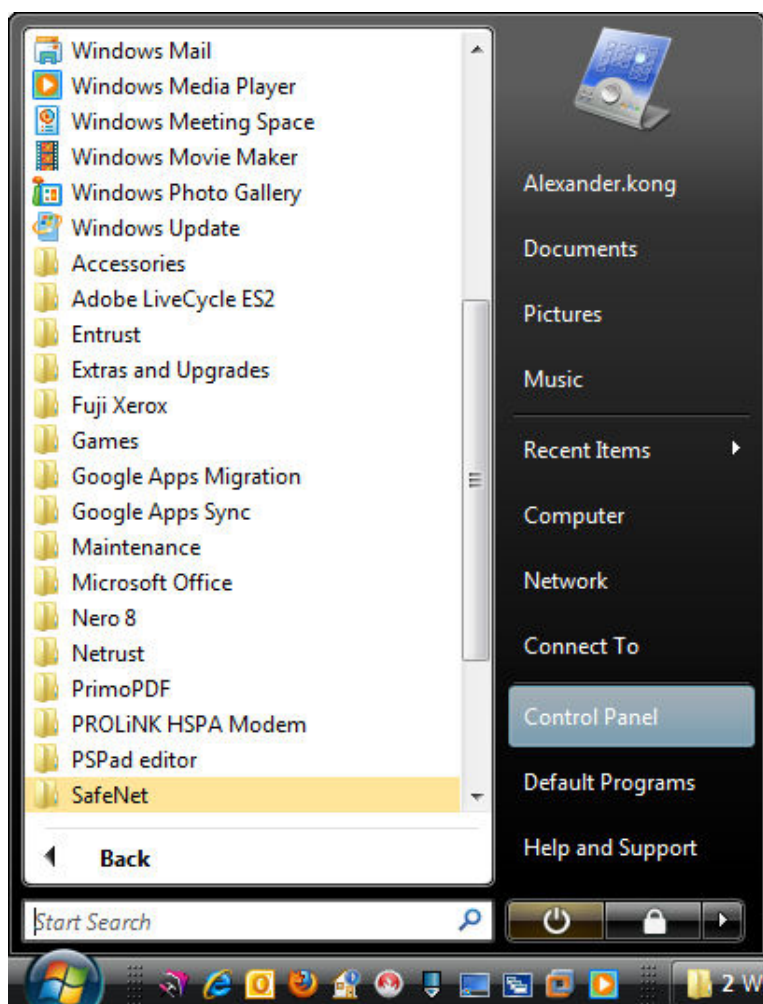 Windows Mail
Windows Media Player
Windows Meeting Space
Windows Movie Maker
Windows Photo Gallery
Windows Update
Accessories
Adobe LiveCycle ES2
Entrust
Extras and Upgrades
Fuji Xerox
Games
Google Apps Migration
Google Apps Sync
Maintenance
Microsoft Office
Nero 8
Netrust
PrimoPDF
PROLiNK HSPA Modem
PSPad editor
SafeNet
Back
Start Search
Alexander.kong
Documents
Pictures
Music
Recent Items
Computer
Network
Connect To
Control Panel
Default Programs
Help and Support
2 W